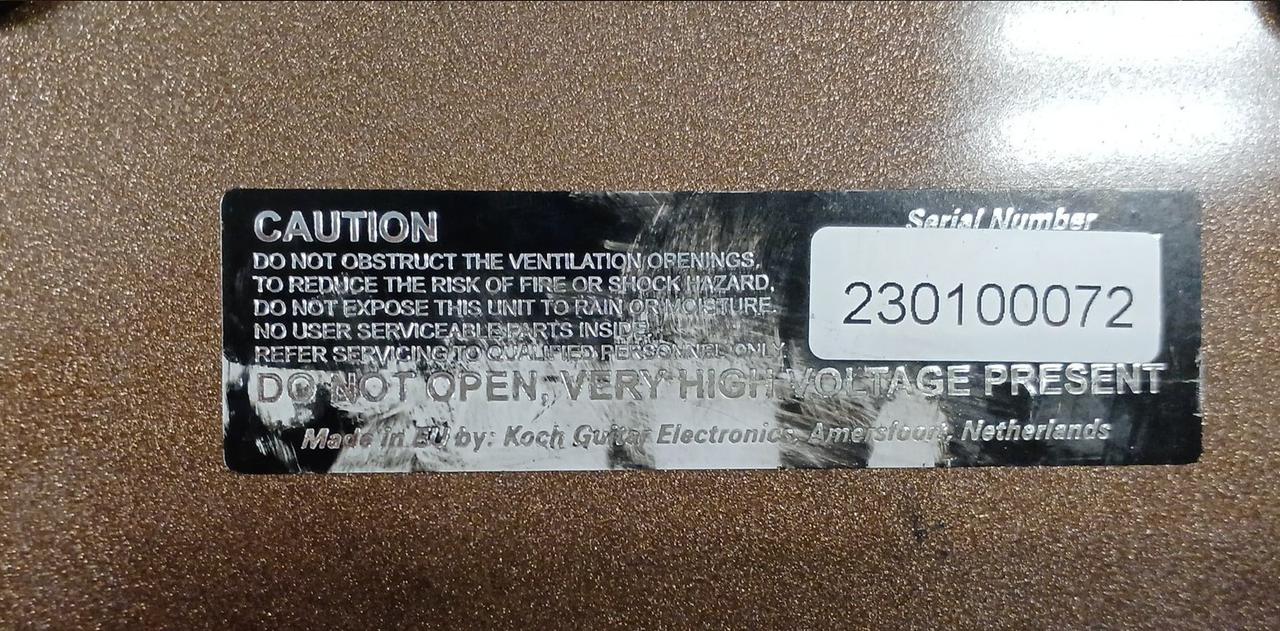 CAUTION
DO NOT OBSTRUCT THE VENTILATION OPENINGS.
TO REDUCE THE RISK OF FIRE OR SHOCK HAZARD,
DO NOT EXPOSE THIS UNIT TO RAIN OR MOISTURE.
NO USER SERVICEABLE PARTS INSIDE.
REFER SERVICING TO QUALIFIED PERSONNEL ONLY
Serial Number
230100072
DO NOT OPEN, VERY HIGH VOLTAGE PRESENT
Made in EU by: Koch Guitar Electronics, Amersfoort, Netherlands